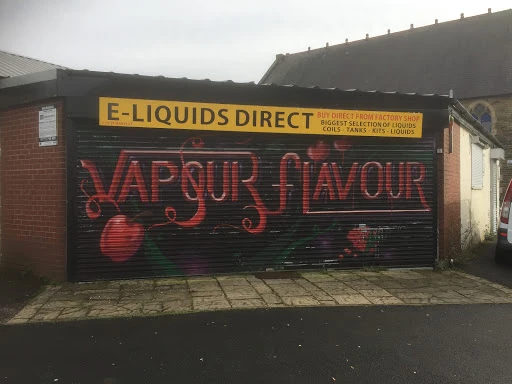 E-LIQUIDS DIRECT
BUY DIRECT FROM FACTORY SHOP
BIGGEST SELECTION OF LIQUIDS
COILS - TANKS - KITS - LIQUIDS
VAPOUR FLAVOUR